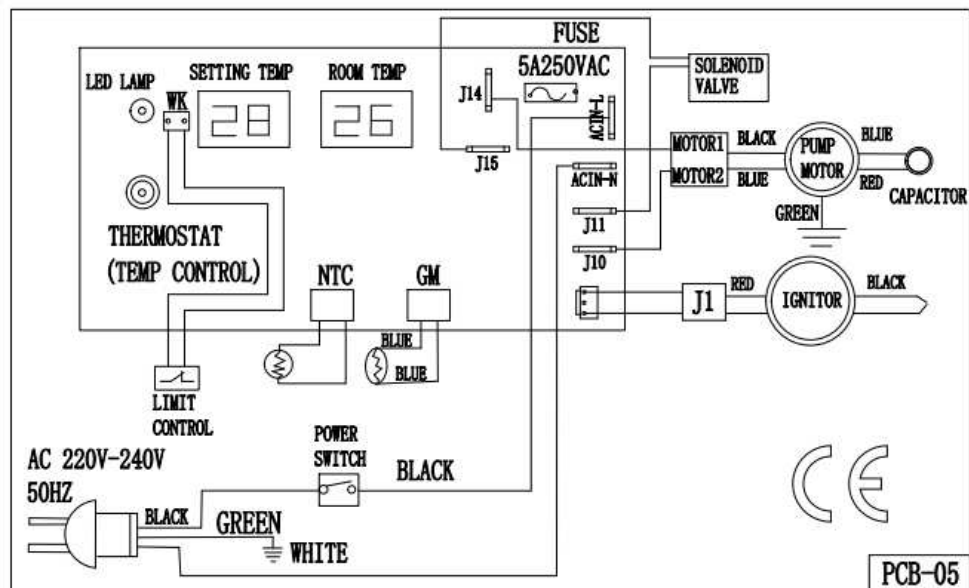 FUSE
5A250VAC
SOLENOID
VALVE
SETTING TEMP
ROOM TEMP
LED LAMP
WK
28
26
J14
ACIN-L
J15
ACIN-N
MOTOR1
MOTOR2
BLACK
BLUE
PUMP
MOTOR
BLUE
RED
CAPACITOR
GREEN
J11
J10
THERMOSTAT
(TEMP CONTROL)
NTC
GM
BLUE
BLUE
J1
RED
IGNITOR
BLACK
LIMIT
CONTROL
POWER
SWITCH
BLACK
AC 220V-240V
50HZ
BLACK
GREEN
WHITE
CE
PCB-05